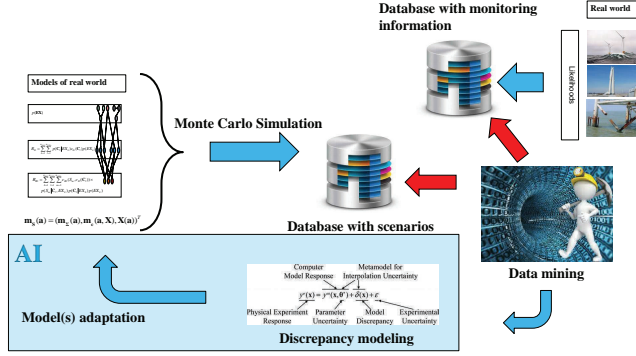 Database with monitoring
information
Real world
Likelihoods
Models of real world
Monte Carlo Simulation
Database with scenarios
Data mining
AI
Model(s) adaptation
Computer
Model Response
Metamodel for
Interpolation Uncertainty
yᵉ(x) = yᵐ(x, θ*) + δ(x) + ε
Physical Experiment
Response
Parameter
Uncertainty
Model
Discrepancy
Experimental
Uncertainty
Discrepancy modeling